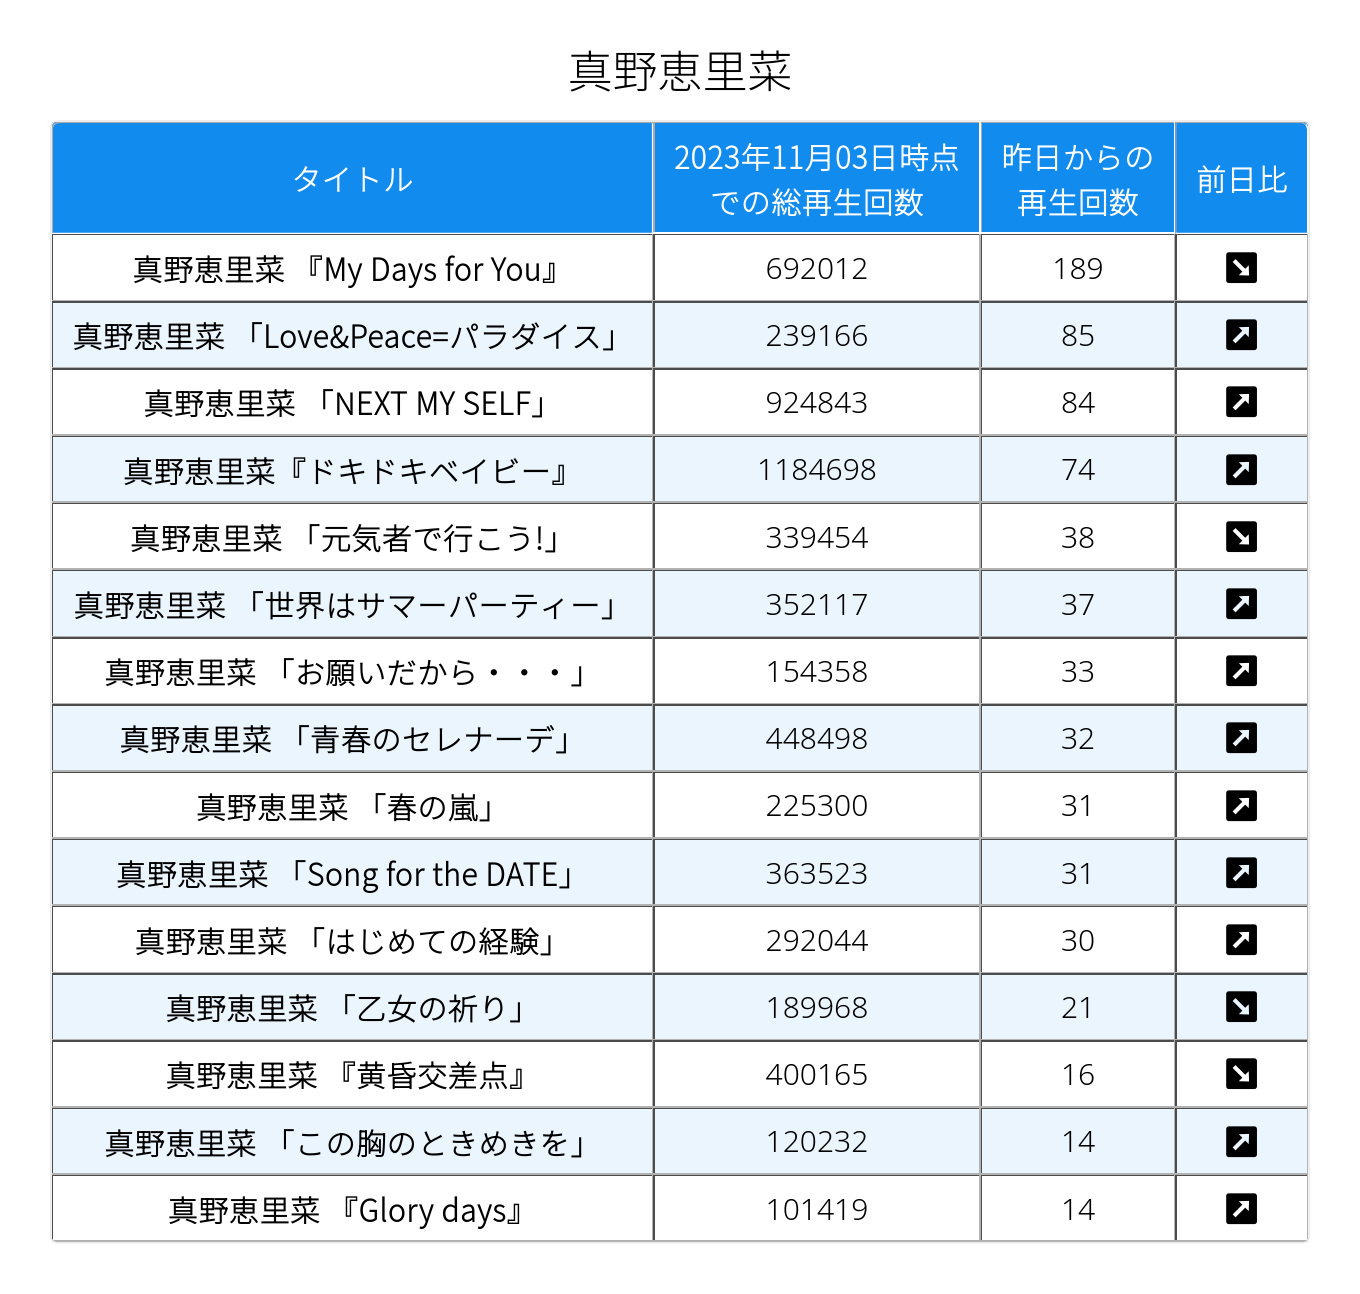 真野恵里菜
タイトル 2023年11月03日時点での総再生回数 昨日からの再生回数 前日比
真野恵里菜 『My Days for You』 692012 189 ↘
真野恵里菜 「Love&Peace=パラダイス」 239166 85 ↗
真野恵里菜 「NEXT MY SELF」 924843 84 ↗
真野恵里菜『ドキドキベイビー』 1184698 74 ↗
真野恵里菜 「元気者で行こう!」 339454 38 ↘
真野恵里菜 「世界はサマーパーティー」 352117 37 ↗
真野恵里菜 「お願いだから・・・」 154358 33 ↗
真野恵里菜 「青春のセレナーデ」 448498 32 ↗
真野恵里菜 「春の嵐」 225300 31 ↗
真野恵里菜 「Song for the DATE」 363523 31 ↗
真野恵里菜 「はじめての経験」 292044 30 ↗
真野恵里菜 「乙女の祈り」 189968 21 ↘
真野恵里菜 『黄昏交差点』 400165 16 ↘
真野恵里菜 「この胸のときめきを」 120232 14 ↗
真野恵里菜 『Glory days』 101419 14 ↗